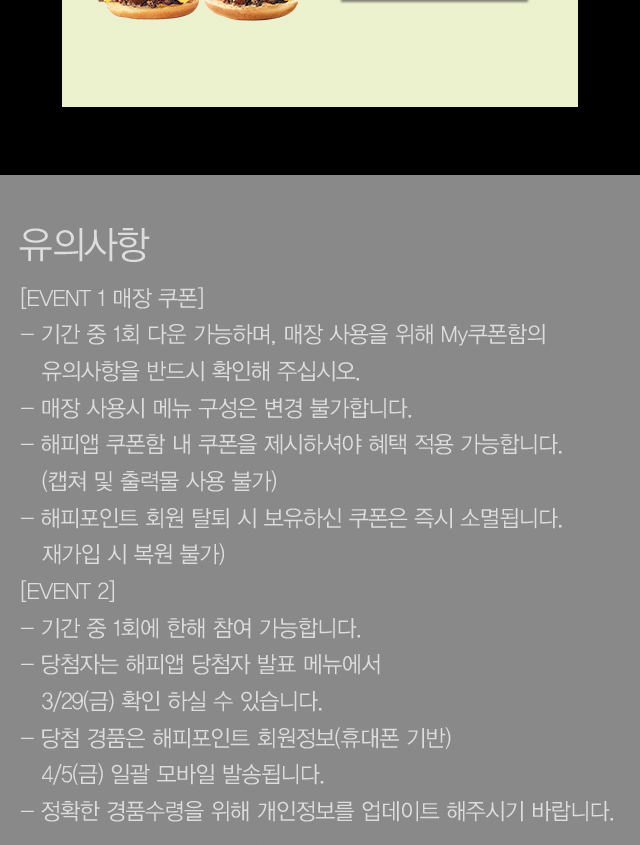 유의사항
[EVENT 1 매장 쿠폰]
- 기간 중 1회 다운 가능하며, 매장 사용을 위해 My쿠폰함의
유의사항을 반드시 확인해 주십시오.
- 매장 사용시 메뉴 구성은 변경 불가합니다.
- 해피앱 쿠폰함 내 쿠폰을 제시하셔야 혜택 적용 가능합니다.
(캡쳐 및 출력물 사용 불가)
- 해피포인트 회원 탈퇴 시 보유하신 쿠폰은 즉시 소멸됩니다.
재가입 시 복원 불가)
[EVENT 2]
- 기간 중 1회에 한해 참여 가능합니다.
- 당첨자는 해피앱 당첨자 발표 메뉴에서
3/29(금) 확인 하실 수 있습니다.
- 당첨 경품은 해피포인트 회원정보(휴대폰 기반)
4/5(금) 일괄 모바일 발송됩니다.
- 정확한 경품수령을 위해 개인정보를 업데이트 해주시기 바랍니다.